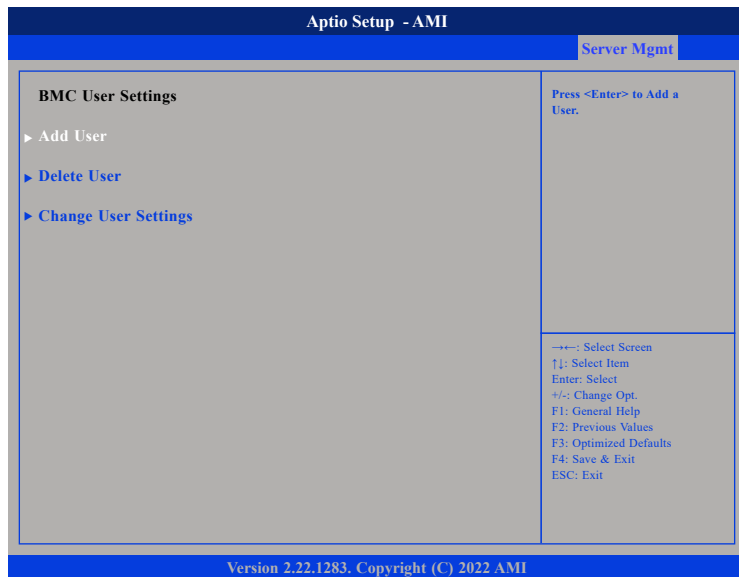 Aptio Setup - AMI
Server Mgmt
BMC User Settings
▶ Add User
▶ Delete User
▶ Change User Settings
Press <Enter> to Add a
User.
→←: Select Screen
↑↓: Select Item
Enter: Select
+/-: Change Opt.
F1: General Help
F2: Previous Values
F3: Optimized Defaults
F4: Save & Exit
ESC: Exit
Version 2.22.1283. Copyright (C) 2022 AMI